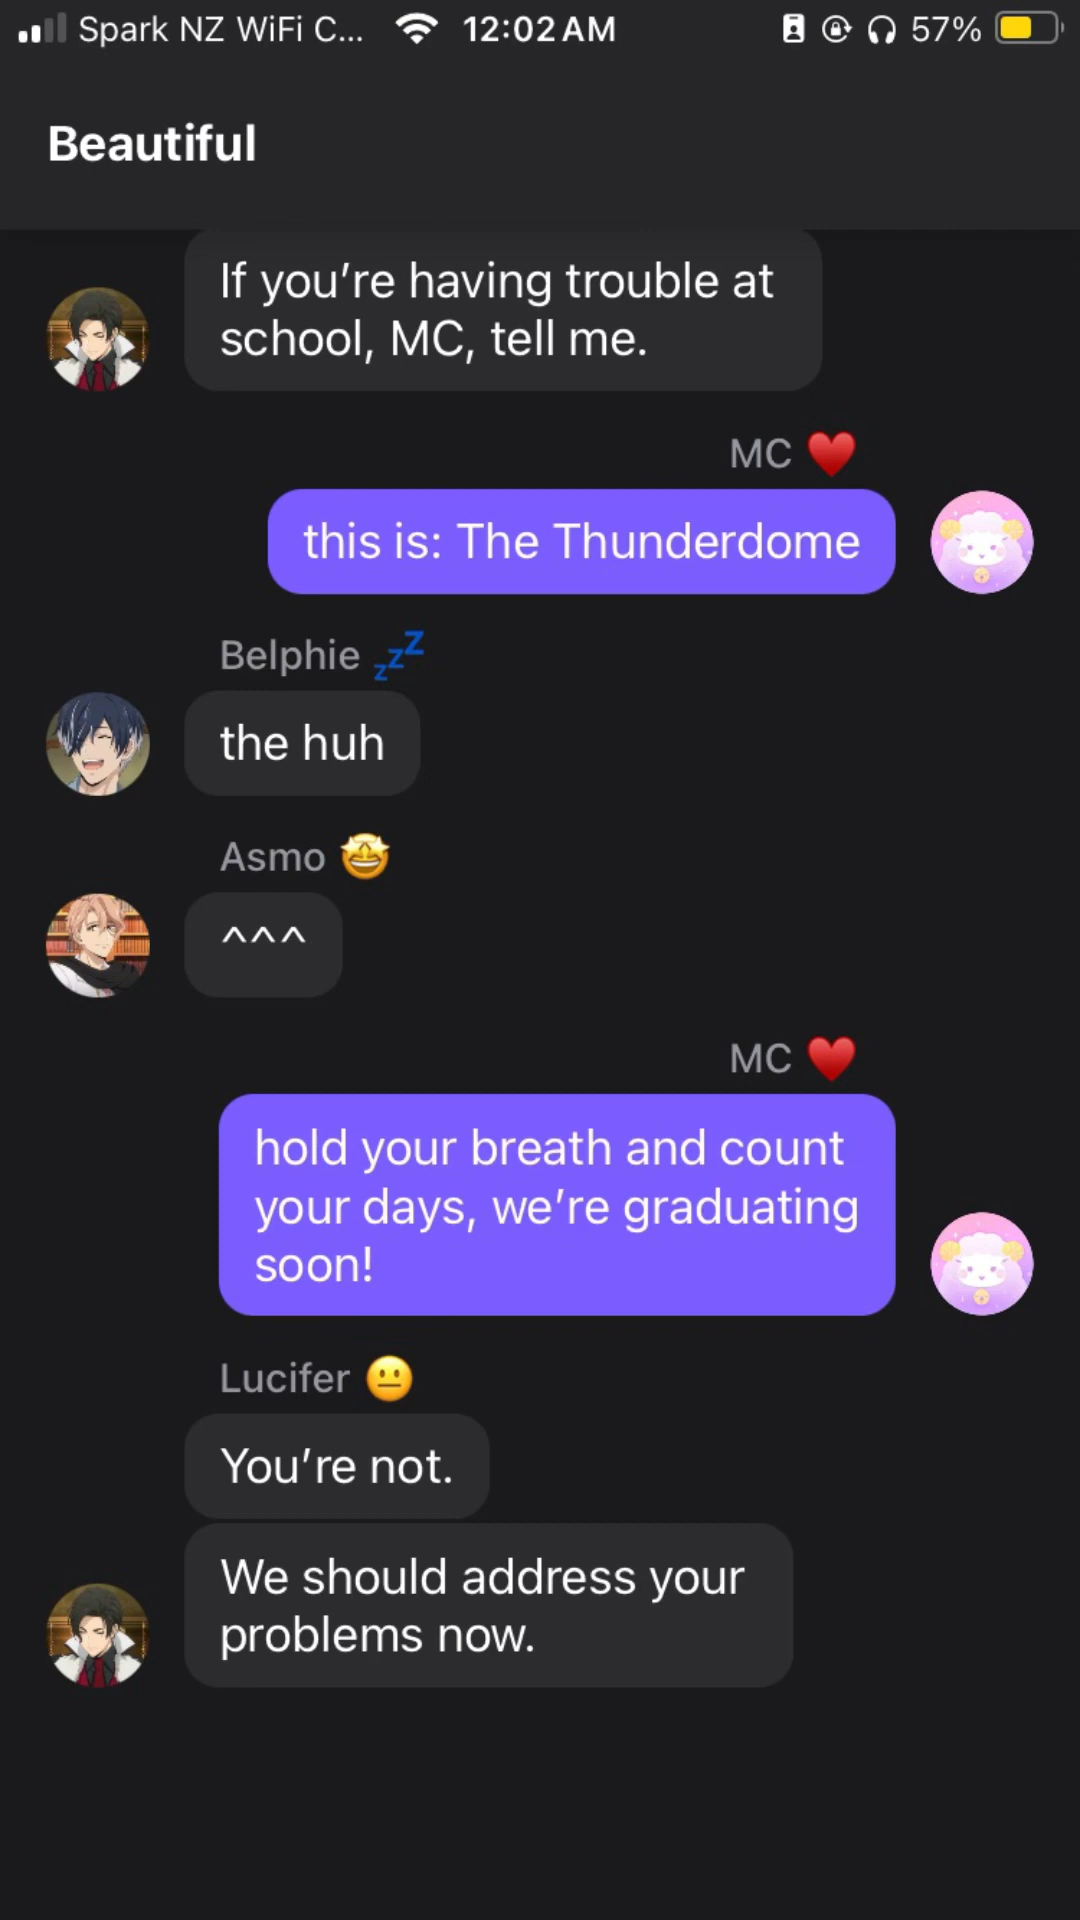 Spark NZ WiFi C... 12:02 AM 57%
Beautiful
If you’re having trouble at
school, MC, tell me.
MC ♥️
this is: The Thunderdome
Belphie 💤
the huh
Asmo 🤩
^^^
MC ♥️
hold your breath and count
your days, we’re graduating
soon!
Lucifer 😐
You’re not.
We should address your
problems now.